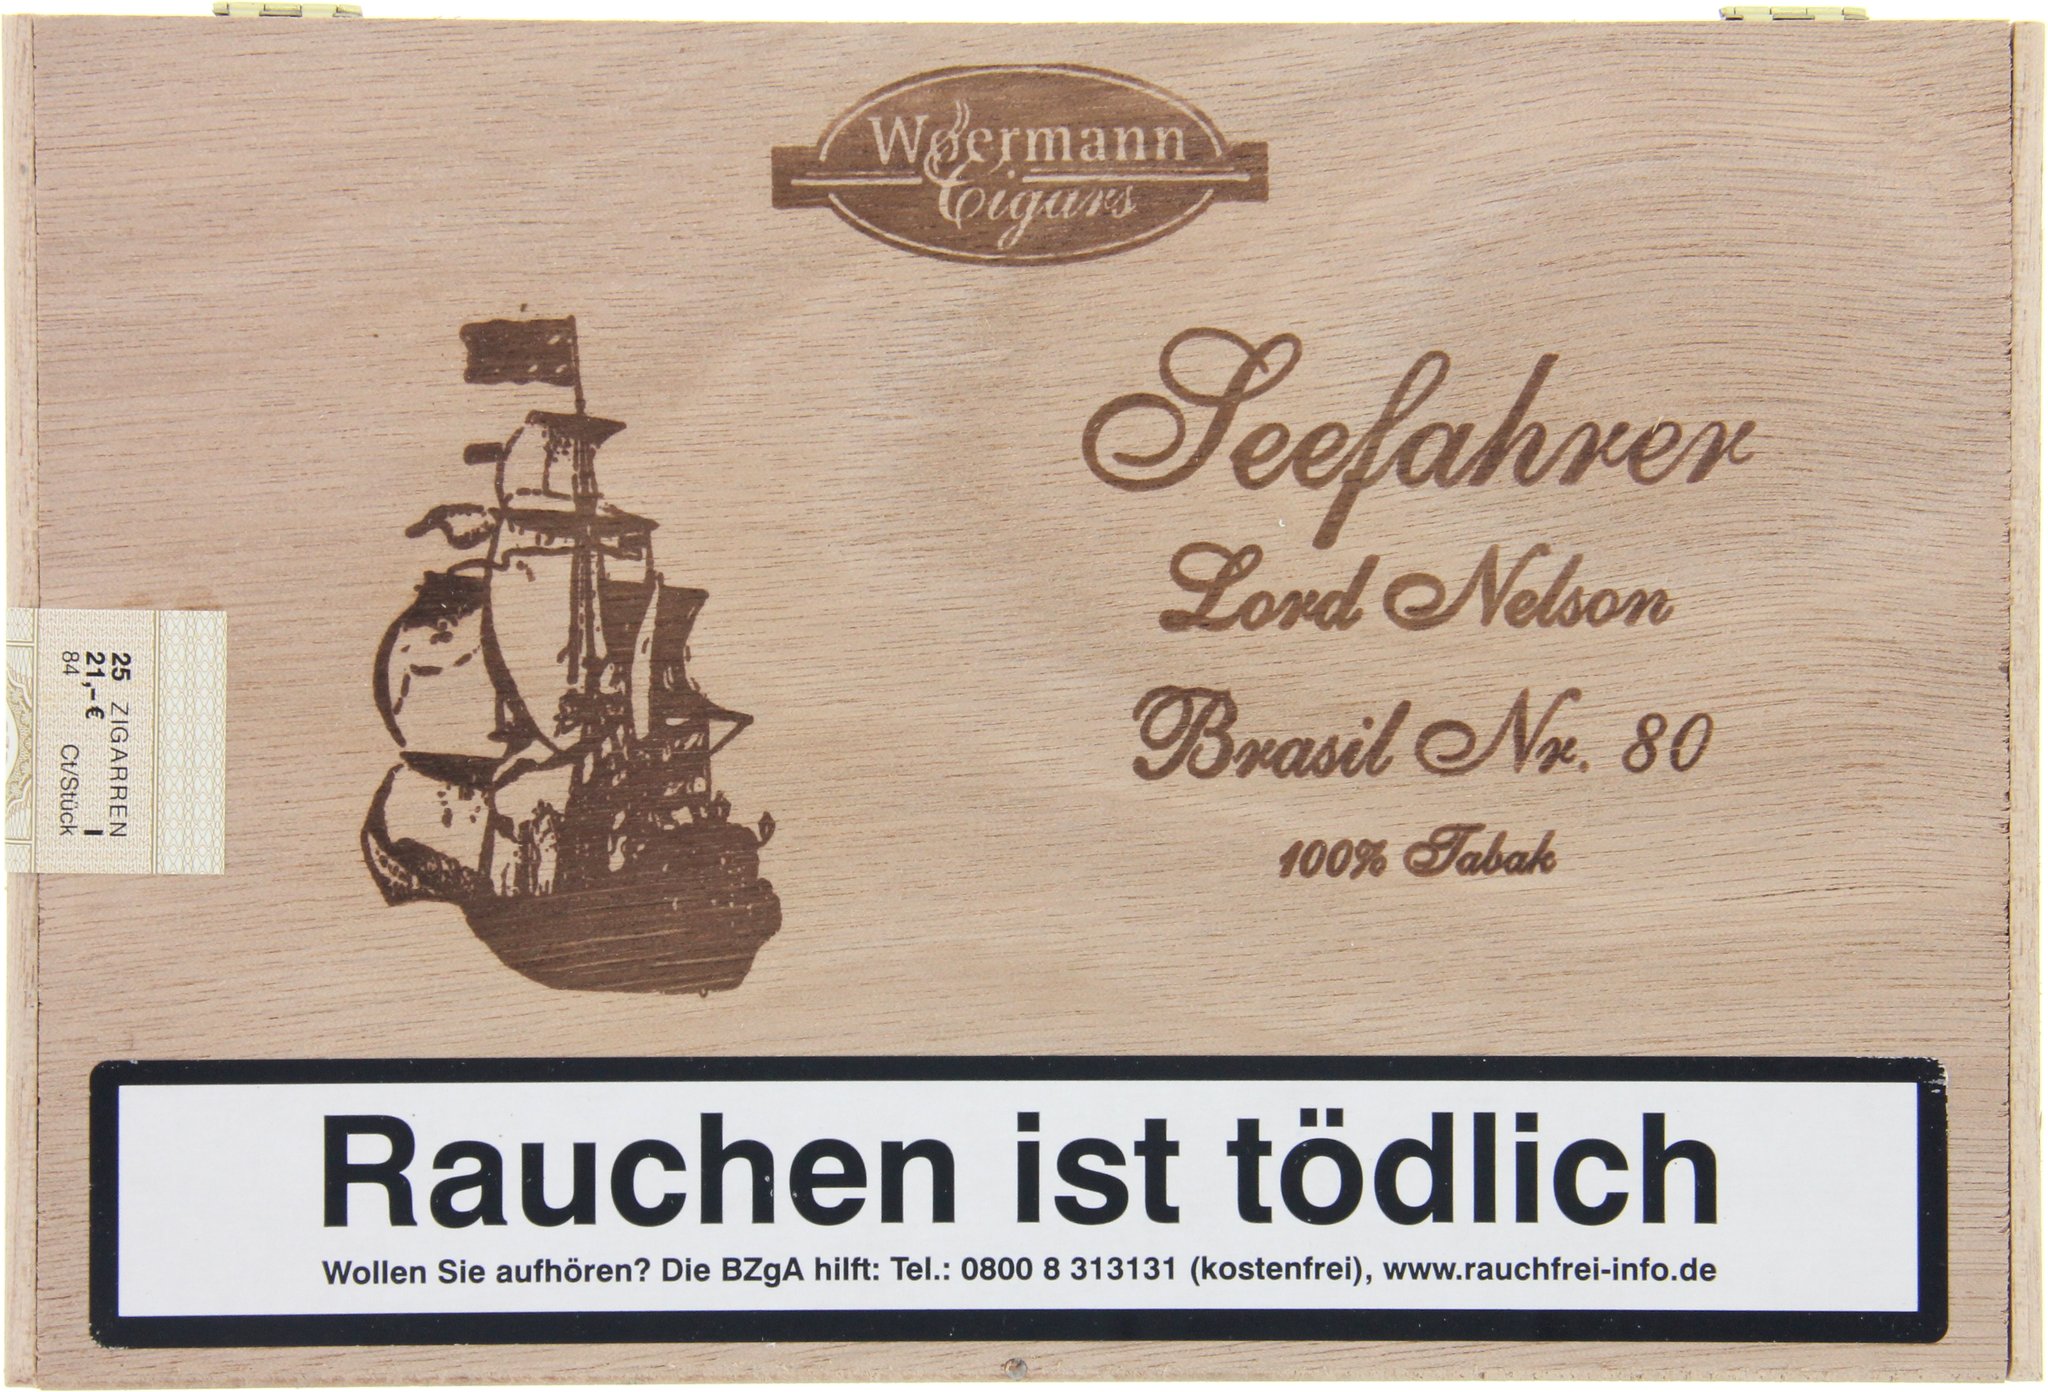 Woermann
Cigars
Seefahrer
Lord Nelson
Brasil Nr. 80
100% Tabak
25 ZIGARREN
21,-€ I
84 Ct/Stück
Rauchen ist tödlich
Wollen Sie aufhören? Die BZgA hilft: Tel.: 0800 8 313131 (kostenfrei), www.rauchfrei-info.de